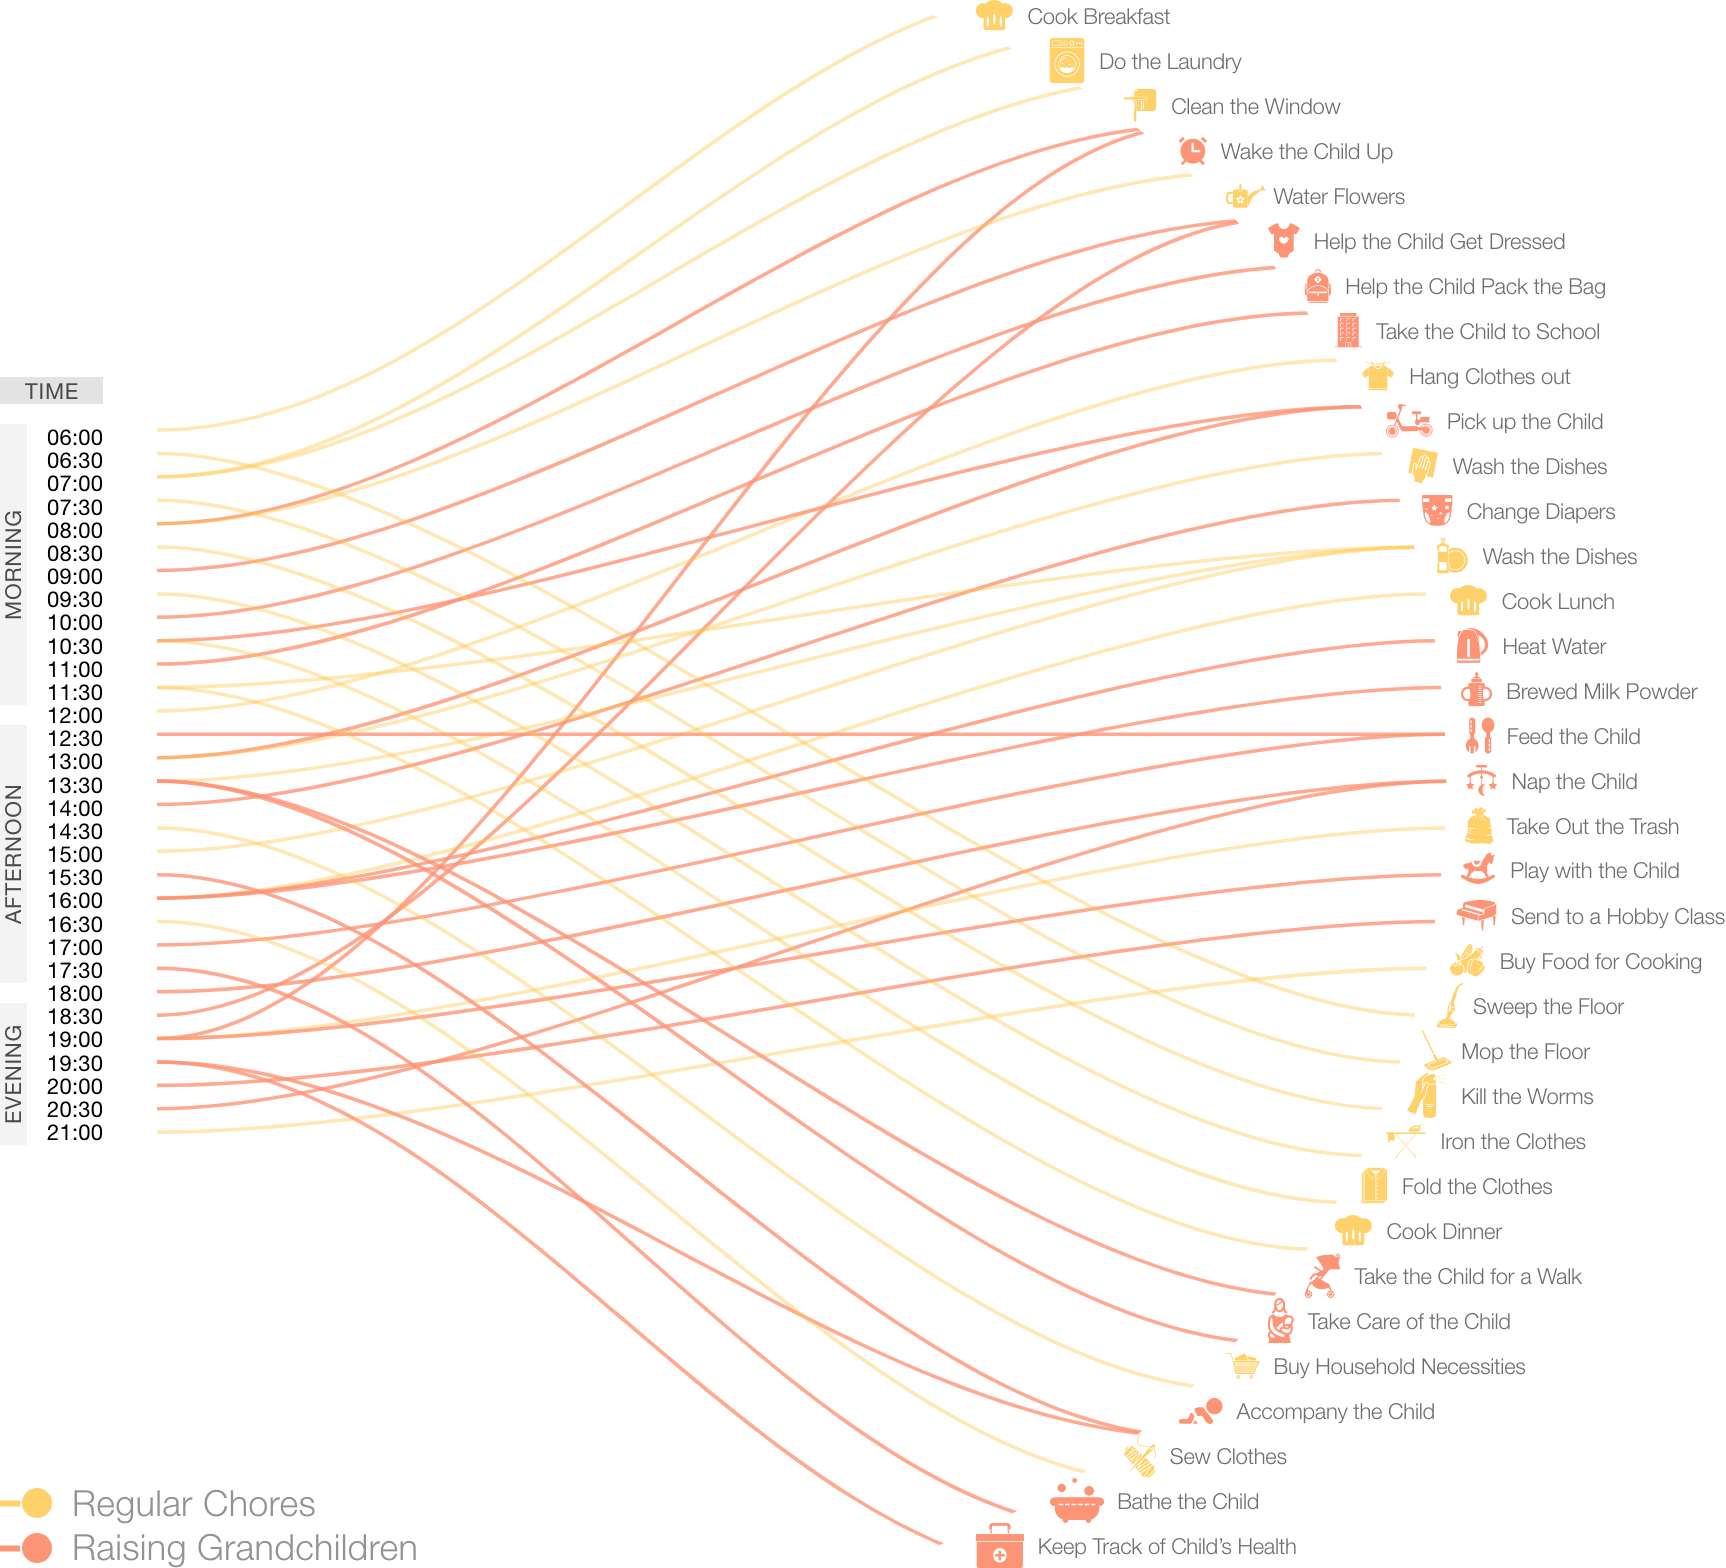 TIME
MORNING
06:00
06:30
07:00
07:30
08:00
08:30
09:00
09:30
10:00
10:30
11:00
11:30
12:00
AFTERNOON
12:30
13:00
13:30
14:00
14:30
15:00
15:30
16:00
16:30
17:00
17:30
18:00
EVENING
18:30
19:00
19:30
20:00
20:30
21:00
Cook Breakfast
Do the Laundry
Clean the Window
Wake the Child Up
Water Flowers
Help the Child Get Dressed
Help the Child Pack the Bag
Take the Child to School
Hang Clothes out
Pick up the Child
Wash the Dishes
Change Diapers
Wash the Dishes
Cook Lunch
Heat Water
Brewed Milk Powder
Feed the Child
Nap the Child
Take Out the Trash
Play with the Child
Send to a Hobby Class
Buy Food for Cooking
Sweep the Floor
Mop the Floor
Kill the Worms
Iron the Clothes
Fold the Clothes
Cook Dinner
Take the Child for a Walk
Take Care of the Child
Buy Household Necessities
Accompany the Child
Sew Clothes
Bathe the Child
Keep Track of Child's Health
Regular Chores
Raising Grandchildren